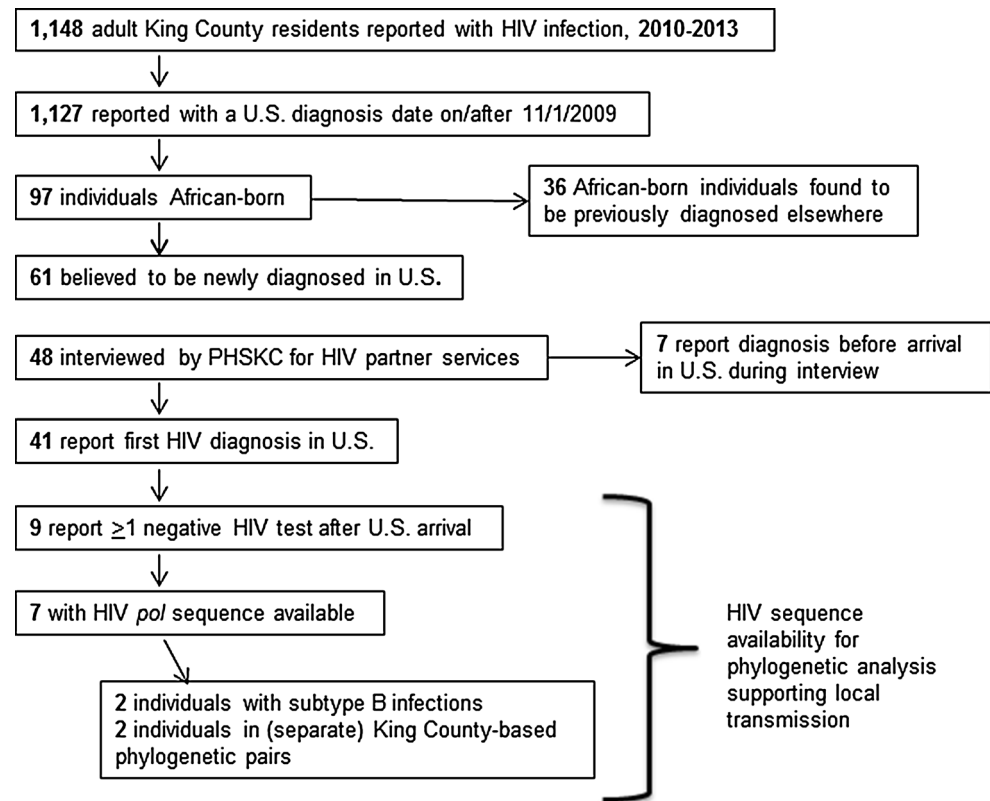 1,148 adult King County residents reported with HIV infection, 2010-2013
1,127 reported with a U.S. diagnosis date on/after 11/1/2009
97 individuals African-born
36 African-born individuals found to
be previously diagnosed elsewhere
61 believed to be newly diagnosed in U.S.
48 interviewed by PHSKC for HIV partner services
7 report diagnosis before arrival
in U.S. during interview
41 report first HIV diagnosis in U.S.
9 report ≥1 negative HIV test after U.S. arrival
7 with HIV pol sequence available
2 individuals with subtype B infections
2 individuals in (separate) King County-based
phylogenetic pairs
HIV sequence
availability for
phylogenetic analysis
supporting local
transmission